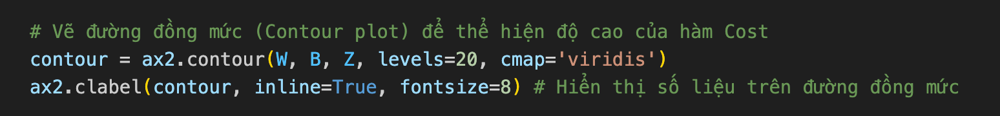 # Vẽ đường đồng mức (Contour plot) để thể hiện độ cao của hàm Cost
contour = ax2.contour(W, B, Z, levels=20, cmap='viridis')
ax2.clabel(contour, inline=True, fontsize=8) # Hiển thị số liệu trên đường đồng mức